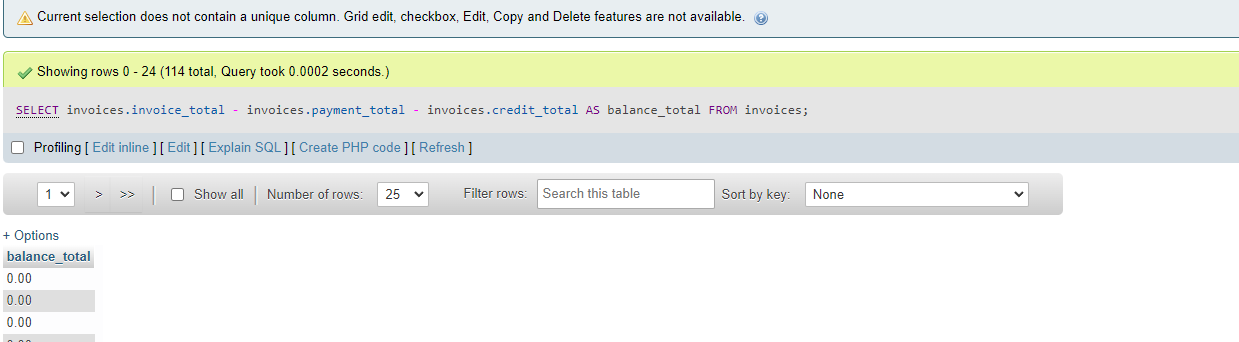 Current selection does not contain a unique column. Grid edit, checkbox, Edit, Copy and Delete features are not available.
Showing rows 0 - 24 (114 total, Query took 0.0002 seconds.)
SELECT invoices.invoice_total - invoices.payment_total - invoices.credit_total AS balance_total FROM invoices;
Profiling [ Edit inline ] [ Edit ] [ Explain SQL ] [ Create PHP code ] [ Refresh ]
1 > >> | Show all | Number of rows: 25 Filter rows: Search this table Sort by key: None
+ Options
balance_total
0.00
0.00
0.00